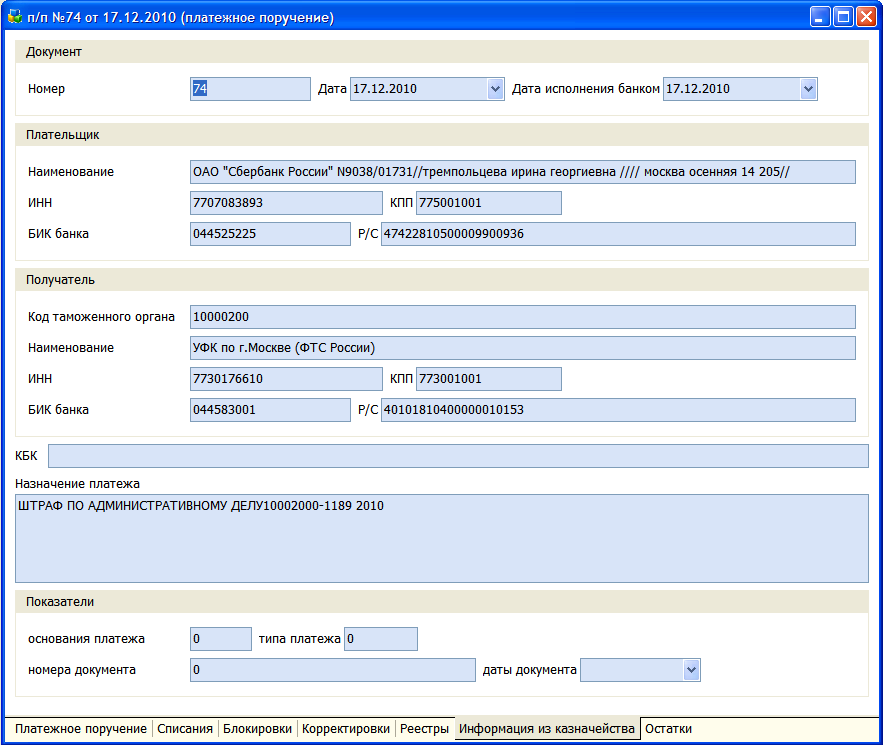 п/п №74 от 17.12.2010 (платежное поручение)
Документ
Номер 74 Дата 17.12.2010 Дата исполнения банком 17.12.2010
Плательщик
Наименование ОАО "Сбербанк России" N9038/01731//тремпольцева ирина георгиевна //// москва осенняя 14 205//
ИНН 7707083893 КПП 775001001
БИК банка 044525225 Р/С 47422810500009900936
Получатель
Код таможенного органа 10000200
Наименование УФК по г.Москве (ФТС России)
ИНН 7730176610 КПП 773001001
БИК банка 044583001 Р/С 40101810400000010153
КБК
Назначение платежа
ШТРАФ ПО АДМИНИСТРАТИВНОМУ ДЕЛУ10002000-1189 2010
Показатели
основания платежа 0 типа платежа 0
номера документа 0 даты документа
Платежное поручение Списания Блокировки Корректировки Реестры Информация из казначейства Остатки